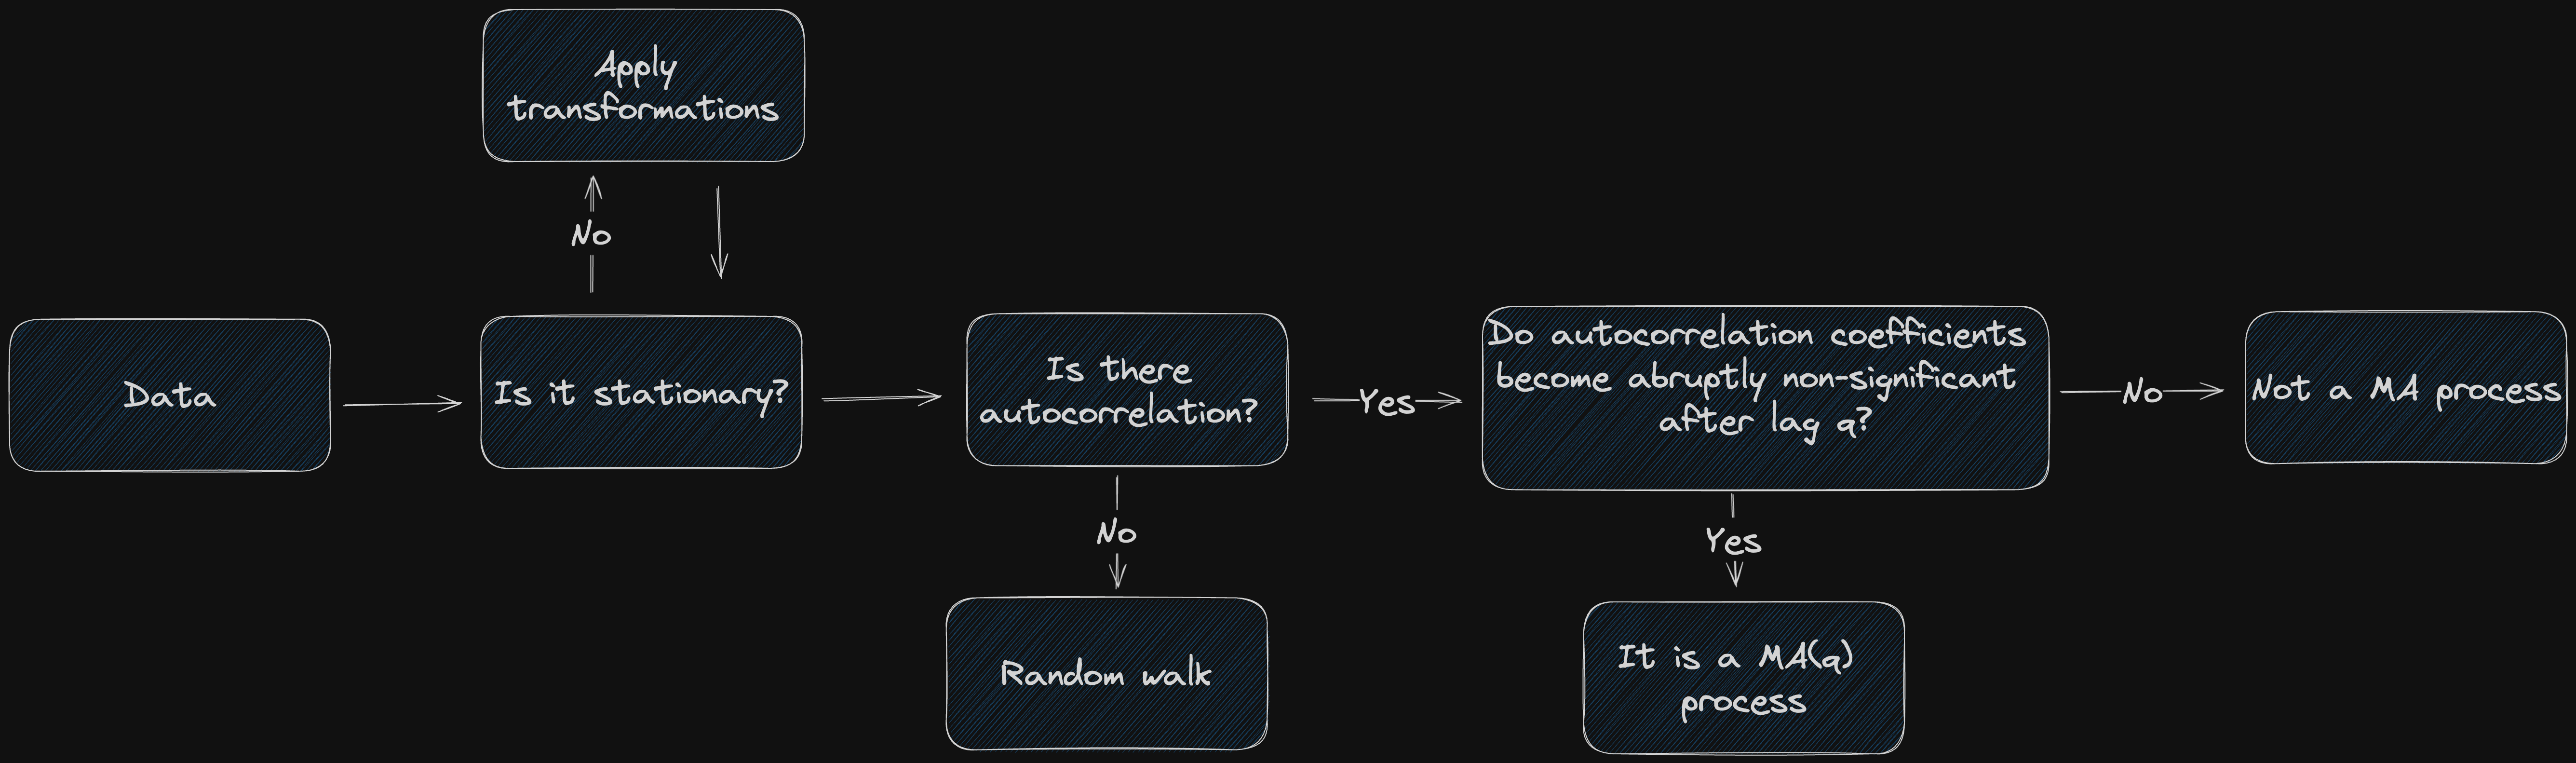 Apply
transformations
No
Data
Is it stationary?
Is there
autocorrelation?
Yes
Do autocorrelation coefficients
become abruptly non-significant
after lag q?
No
Not a MA process
No
Yes
Random walk
It is a MA(q)
process